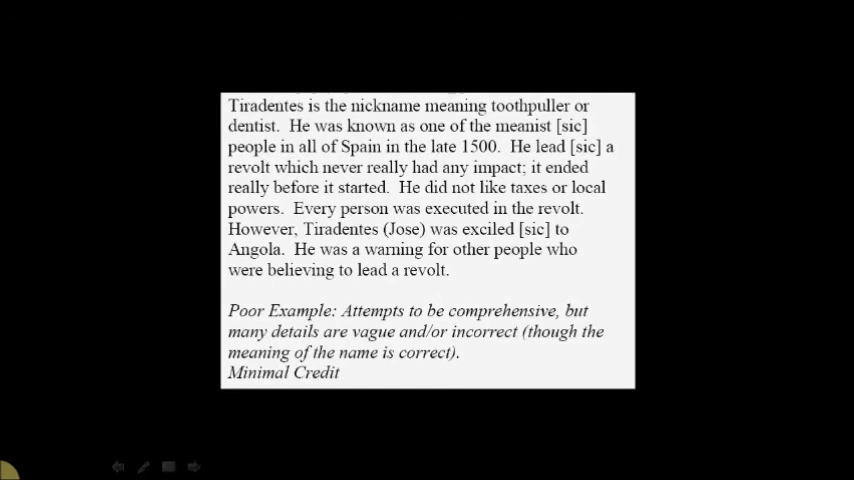 Tiradentes is the nickname meaning toothpuller or
dentist. He was known as one of the meanist [sic]
people in all of Spain in the late 1500. He lead [sic] a
revolt which never really had any impact; it ended
really before it started. He did not like taxes or local
powers. Every person was executed in the revolt.
However, Tiradentes (Jose) was exciled [sic] to
Angola. He was a warning for other people who
were believing to lead a revolt.
Poor Example: Attempts to be comprehensive, but
many details are vague and/or incorrect (though the
meaning of the name is correct).
Minimal Credit